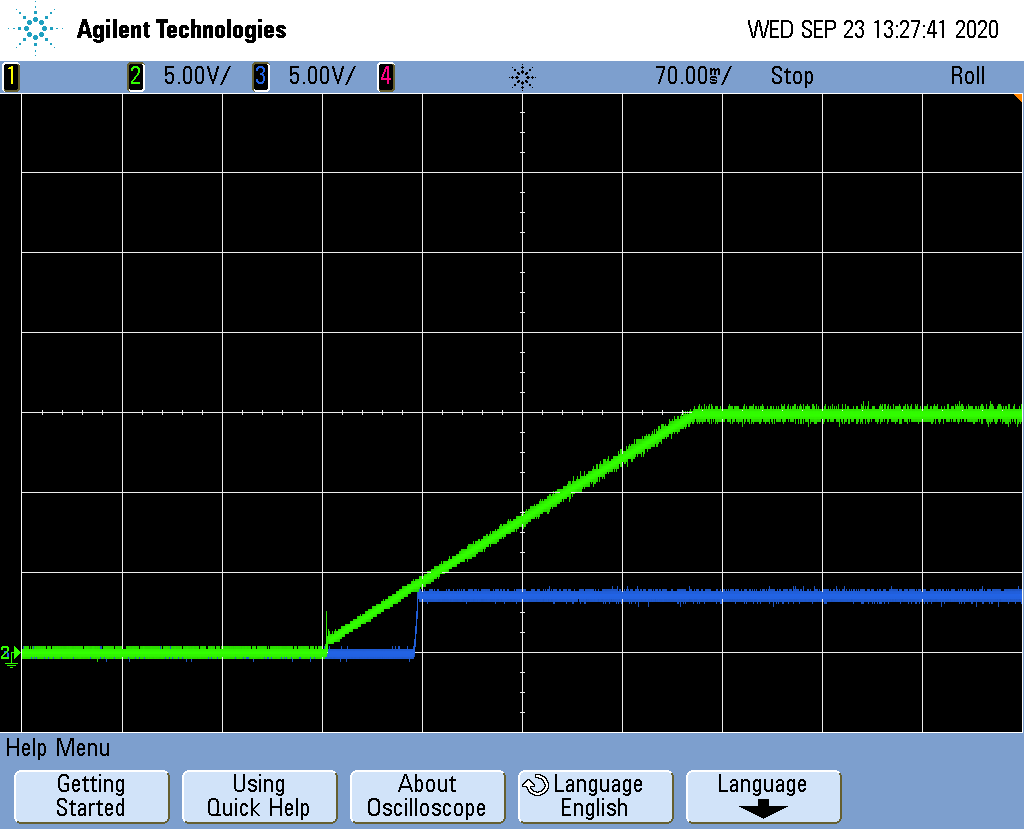 Agilent Technologies WED SEP 23 13:27:41 2020
1 2 5.00V/ 3 5.00V/ 4 70.00ms/ Stop Roll
2
Help Menu
Getting Using About Language Language
Started Quick Help Oscilloscope English